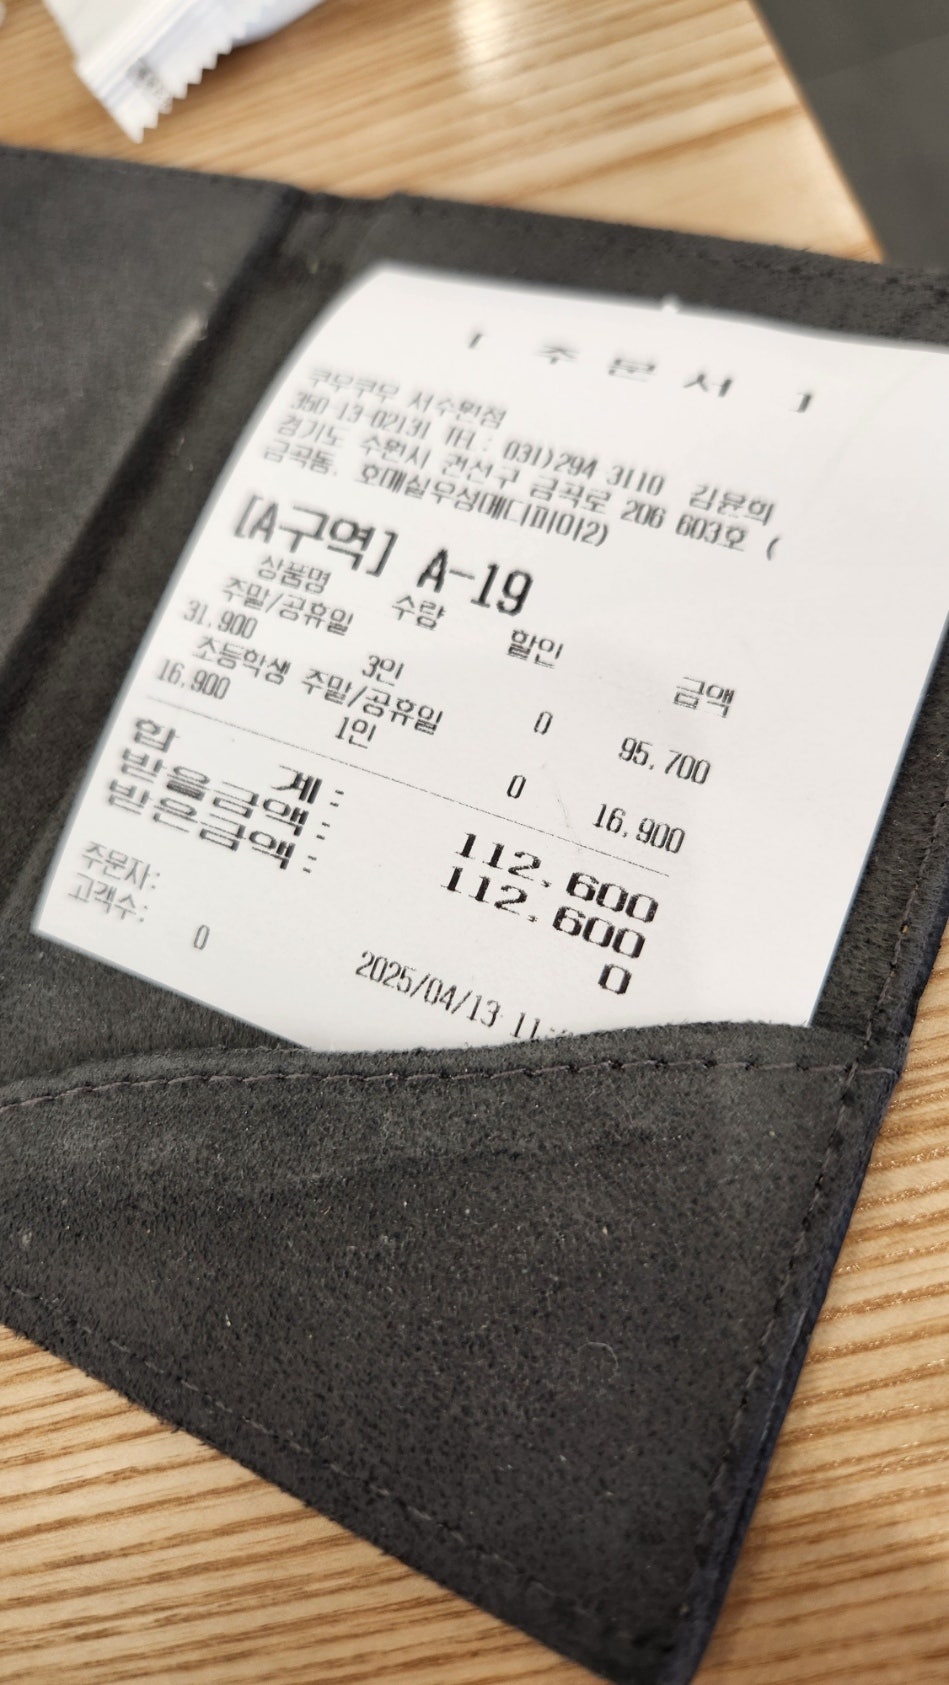 [ 주 문 서 ]
쿠우쿠우 서수원점
350-13-02131 TEL: 031)294 3110 김윤희
경기도 수원시 권선구 금곡로 206 603호 (
금곡동, 호매실우성메디피아2)
[A구역] A-19
상품명 수량 할인 금액
주말/공휴일
31,900 3인 0 95,700
초등학생 주말/공휴일
16,900 1인 0 16,900
합 계: 112,600
받을금액: 112,600
받은금액: 0
주문자:
고객수: 0 2025/04/13 11: